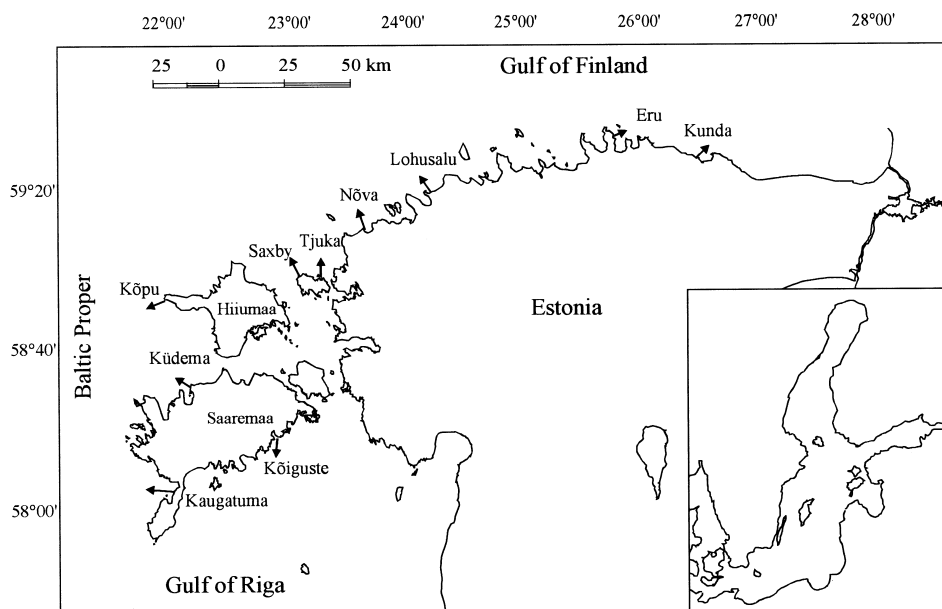 22°00' 23°00' 24°00' 25°00' 26°00' 27°00' 28°00'
25 0 25 50 km
Gulf of Finland
Eru
Kunda
Lohusalu
59°20'
Nõva
Tjuka
Saxby
Kõpu
Hiiumaa
Estonia
Baltic Proper
58°40'
Küdema
Saaremaa
Kõiguste
Kaugatuma
58°00'
Gulf of Riga